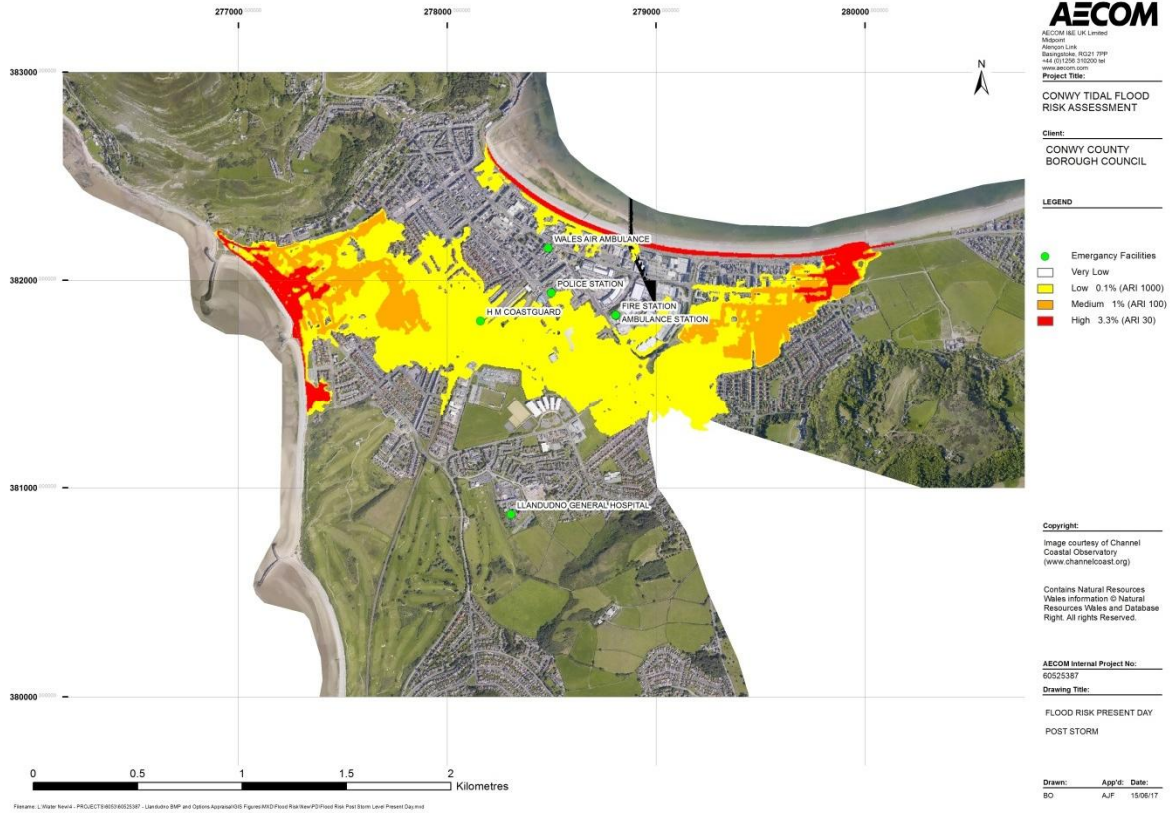 277000
278000
279000
280000
383000
382000
381000
380000
N
WALES AIR AMBULANCE
POLICE STATION
H M COASTGUARD
FIRE STATION
AMBULANCE STATION
LLANDUDNO GENERAL HOSPITAL
0 0.5 1 1.5 2
Kilometres
AECOM
AECOM I&E UK Limited
Midpoint
Alençon Link
Basingstoke, RG21 7PP
+44 (0)1256 310200 tel
www.aecom.com
Project Title:
CONWY TIDAL FLOOD
RISK ASSESSMENT
Client:
CONWY COUNTY
BOROUGH COUNCIL
LEGEND
Emergency Facilities
Very Low
Low 0.1% (ARI 1000)
Medium 1% (ARI 100)
High 3.3% (ARI 30)
Copyright:
Image courtesy of Channel
Coastal Observatory
(www.channelcoast.org)
Contains Natural Resources
Wales information © Natural
Resources Wales and Database
Right. All rights Reserved.
AECOM Internal Project No:
60525387
Drawing Title:
FLOOD RISK PRESENT DAY
POST STORM
Drawn: App'd: Date:
BO AJF 15/06/17